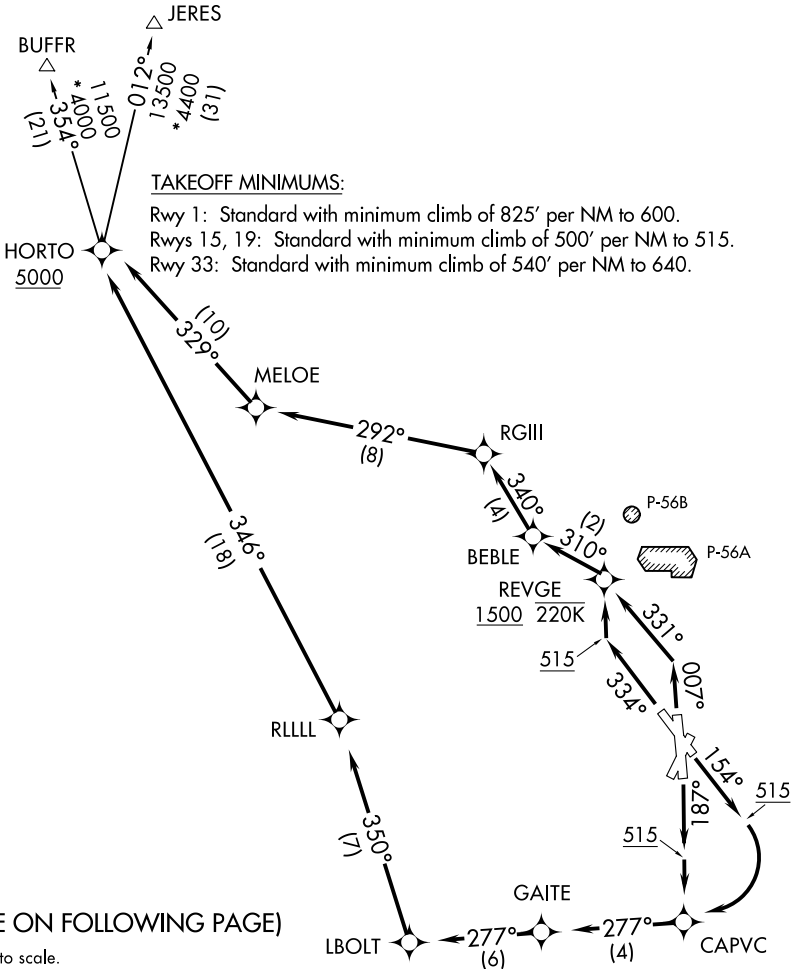 JERES
BUFFR
012°
13500
*4400
(31)
11500
*4000
354°
(21)
TAKEOFF MINIMUMS:
Rwy 1: Standard with minimum climb of 825' per NM to 600.
Rwys 15, 19: Standard with minimum climb of 500' per NM to 515.
Rwy 33: Standard with minimum climb of 540' per NM to 640.
HORTO
5000
(10)
329°
MELOE
292°
(8)
RGIII
340°
(4)
P-56B
(2)
310°
P-56A
BEBLE
REVGE
1500 220K
346°
(18)
331°
515
007°
334°
RLLLL
154°
515
187°
515
350°
(7)
GAITE
E ON FOLLOWING PAGE)
to scale.
LBOLT
277°
(6)
277°
(4)
CAPVC